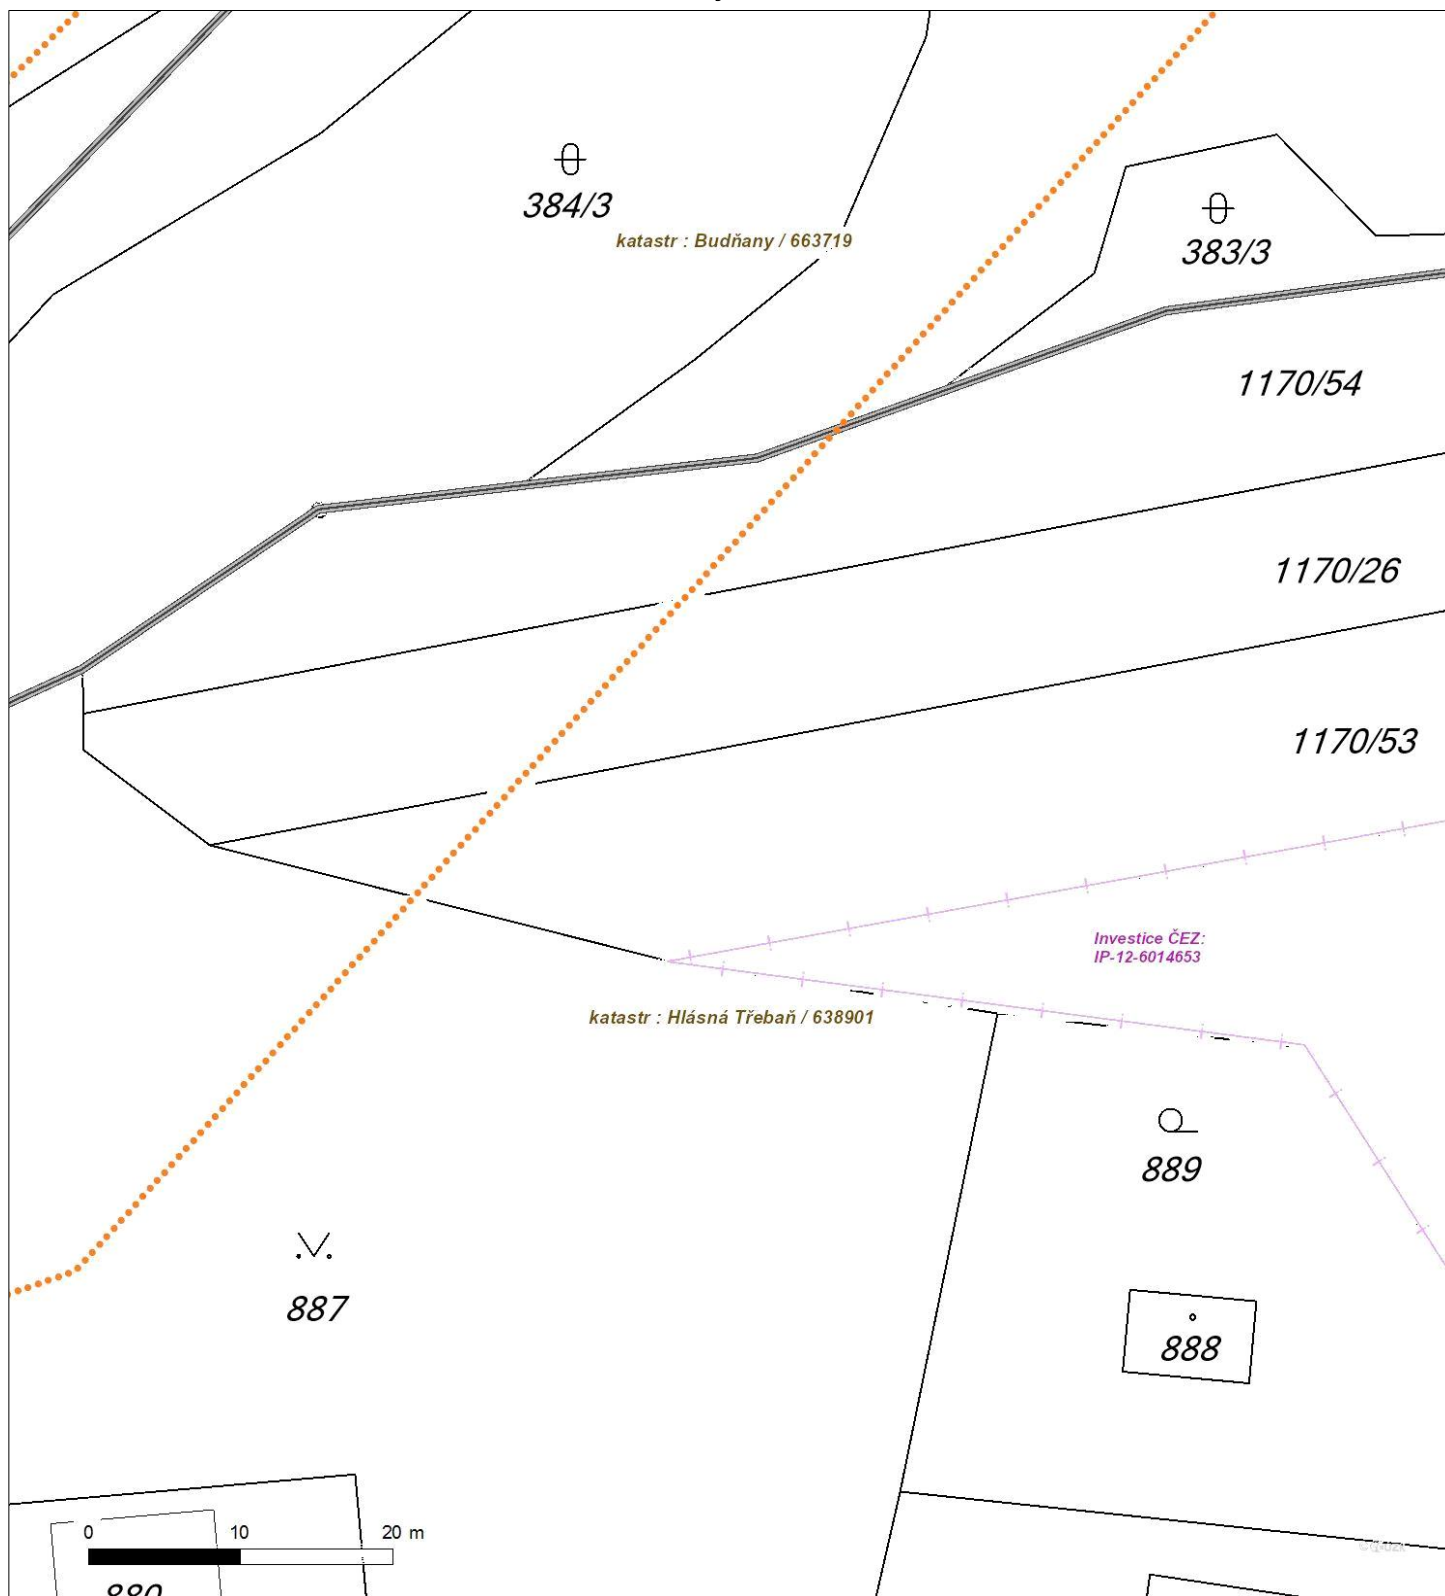 384/3
383/3
katastr : Budňany / 663719
1170/54
1170/26
1170/53
Investice ČEZ:
IP-12-6014653
katastr : Hlásná Třebaň / 638901
889
887
888
0 10 20 m